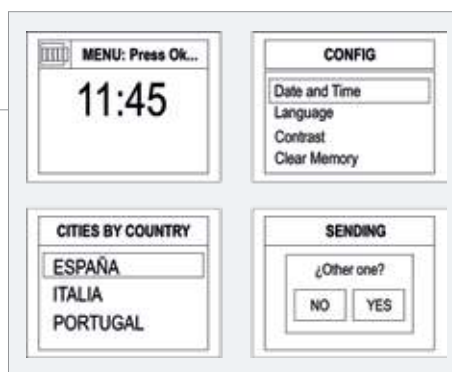 MENU: Press Ok...
11:45
CONFIG
Date and Time
Language
Contrast
Clear Memory
CITIES BY COUNTRY
ESPAÑA
ITALIA
PORTUGAL
SENDING
¿Other one?
NO YES